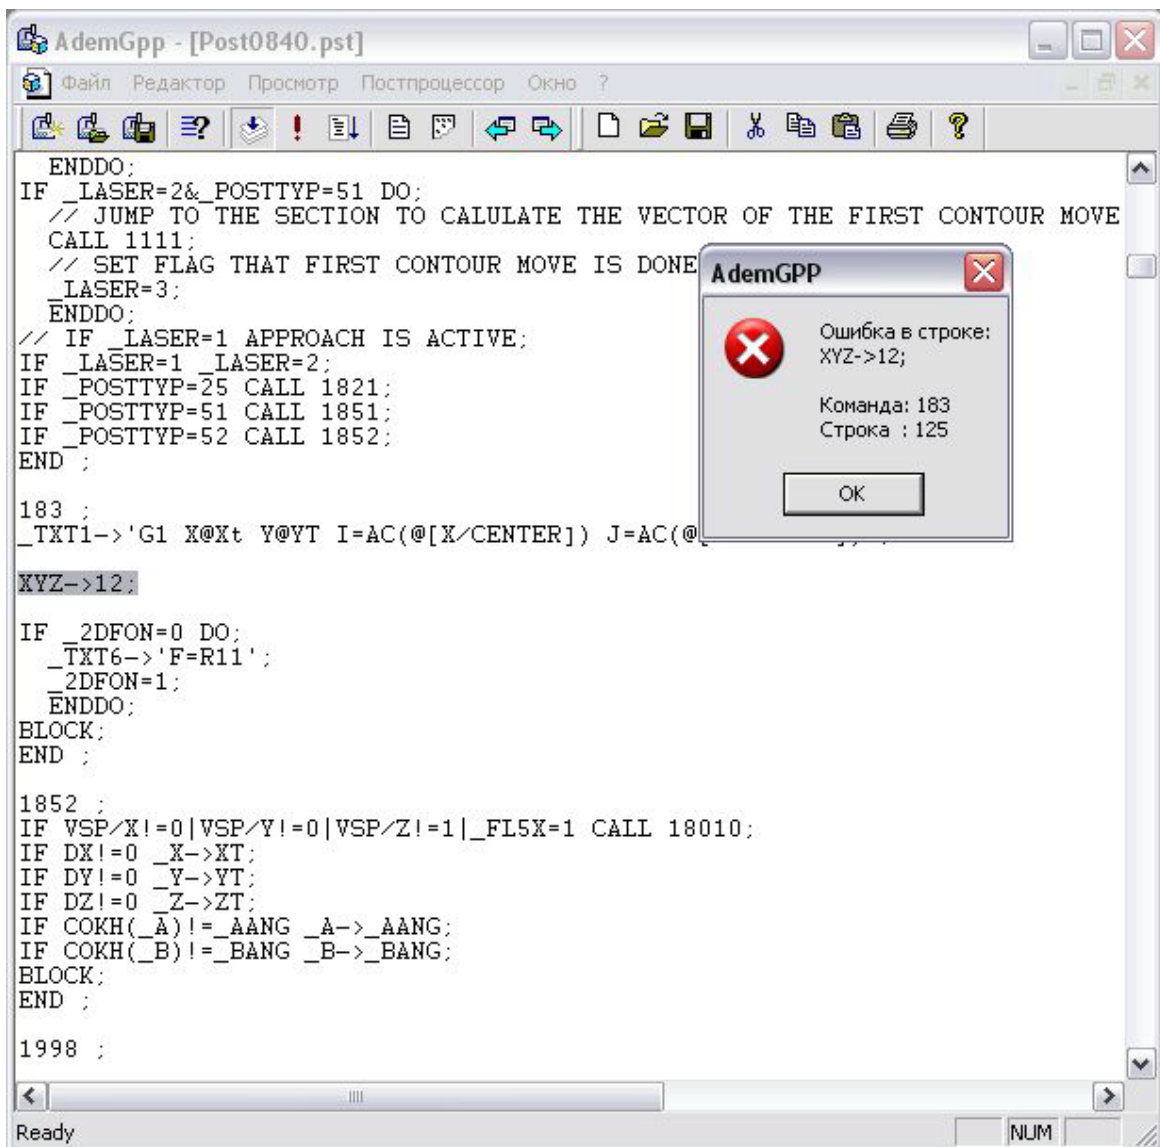 AdemGpp - [Post0840.pst]
Файл Редактор Просмотр Постпроцессор Окно ?
ENDDO;
IF _LASER=2&_POSTTYP=51 DO;
// JUMP TO THE SECTION TO CALULATE THE VECTOR OF THE FIRST CONTOUR MOVE
CALL 1111;
// SET FLAG THAT FIRST CONTOUR MOVE IS DONE
_LASER=3;
ENDDO;
// IF _LASER=1 APPROACH IS ACTIVE;
IF _LASER=1 _LASER=2;
IF _POSTTYP=25 CALL 1821;
IF _POSTTYP=51 CALL 1851;
IF _POSTTYP=52 CALL 1852;
END ;
183 ;
_TXT1->'G1 X@Xt Y@YT I=AC(@[X/CENTER]) J=AC(@[
XYZ->12;
IF _2DFON=0 DO;
_TXT6->'F=R11';
_2DFON=1;
ENDDO;
BLOCK;
END ;
1852 ;
IF VSP/X!=0|VSP/Y!=0|VSP/Z!=1|_FL5X=1 CALL 18010;
IF DX!=0 _X->XT;
IF DY!=0 _Y->YT;
IF DZ!=0 _Z->ZT;
IF COKH(_A)!=_AANG _A->_AANG;
IF COKH(_B)!=_BANG _B->_BANG;
BLOCK;
END ;
1998 ;
AdemGPP
Ошибка в строке:
XYZ->12;
Команда: 183
Строка : 125
OK
Ready
NUM